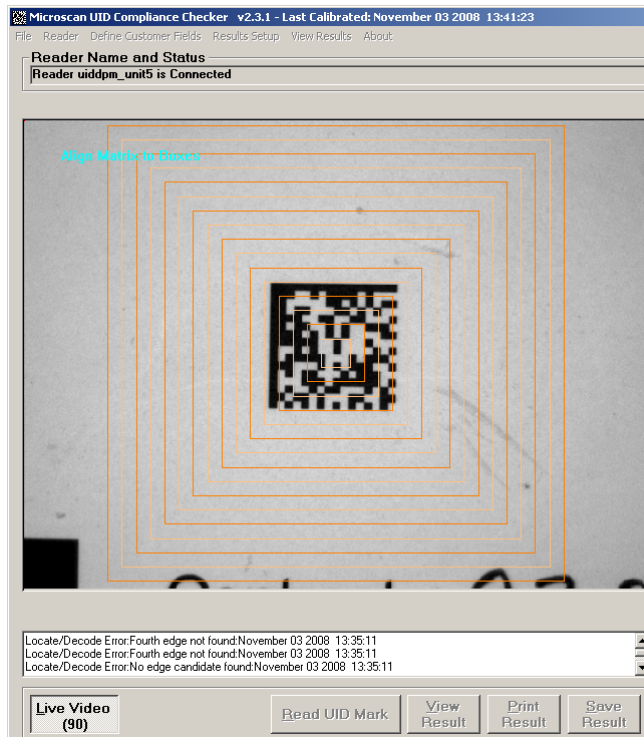 Microscan UID Compliance Checker v2.3.1 - Last Calibrated: November 03 2008 13:41:23
File Reader Define Customer Fields Results Setup View Results About
Reader Name and Status
Reader uiddpm_unit5 is Connected
Align Matrix to Boxes
Locate/Decode Error:Fourth edge not found:November 03 2008 13:35:11
Locate/Decode Error:Fourth edge not found:November 03 2008 13:35:11
Locate/Decode Error:No edge candidate found:November 03 2008 13:35:11
Live Video
(90)
Read UID Mark
View
Result
Print
Result
Save
Result